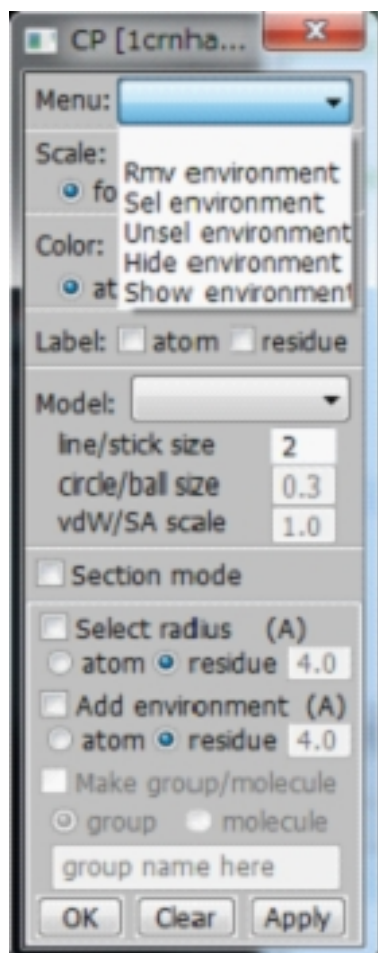 CP [1crnha...
Menu:
Scale:
Rmv environment
fo
Sel environment
Color:
Unsel environment
Hide environment
at
Show environment
Label: atom residue
Model:
line/stick size 2
circle/ball size 0.3
vdW/SA scale 1.0
Section mode
Select radius (A)
atom residue 4.0
Add environment (A)
atom residue 4.0
Make group/molecule
group molecule
group name here
OK Clear Apply